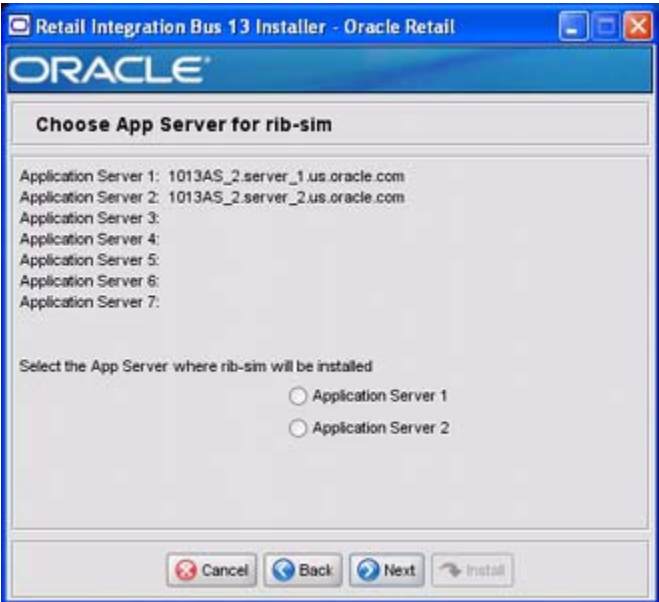 Retail Integration Bus 13 Installer - Oracle Retail
ORACLE
Choose App Server for rib-sim
Application Server 1: 1013AS_2.server_1.us.oracle.com
Application Server 2: 1013AS_2.server_2.us.oracle.com
Application Server 3:
Application Server 4:
Application Server 5:
Application Server 6:
Application Server 7:
Select the App Server where rib-sim will be installed
Application Server 1
Application Server 2
Cancel Back Next Install